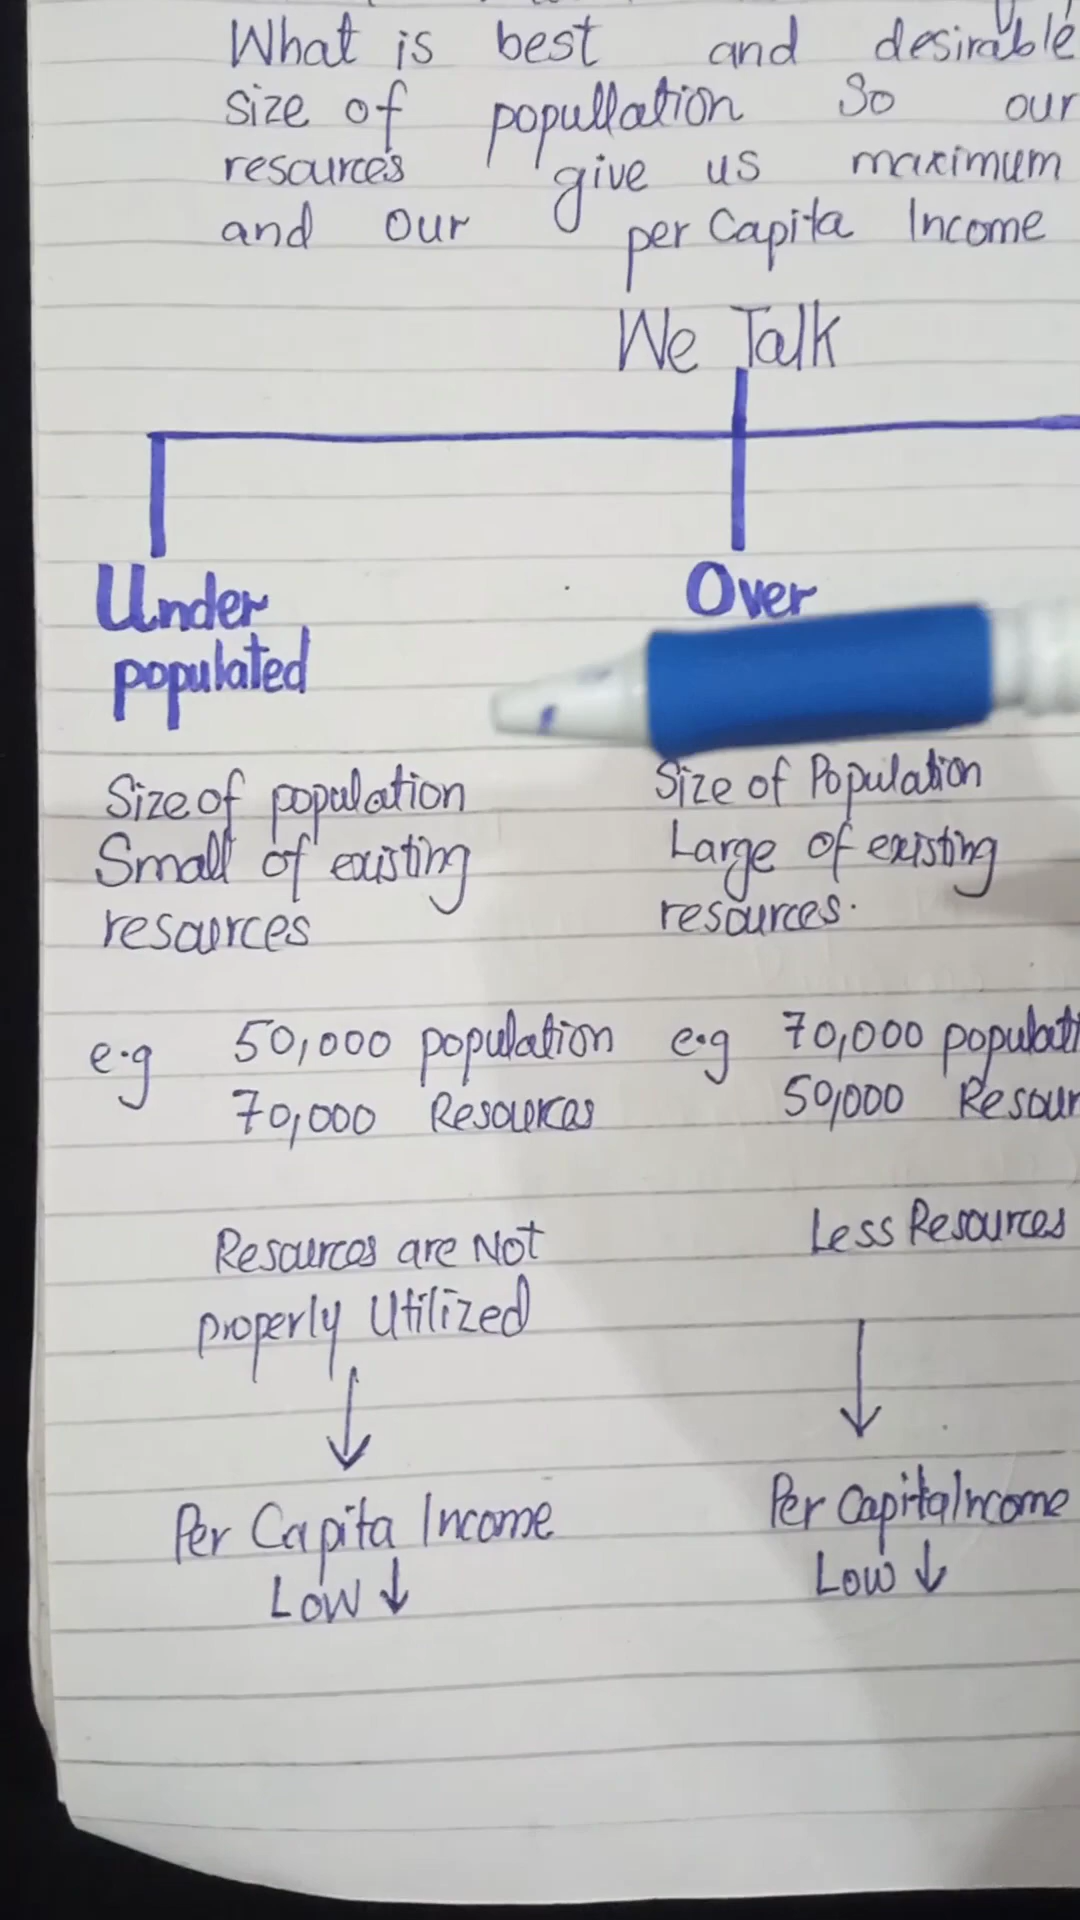 What is best and desirable
size of popullation So our
resources give us maximum
and our per Capita Income
We Talk
Under
populated
Size of population
Small of existing
resources
e.g 50,000 population
70,000 Resources
Resources are Not
properly Utilized
Per Capita Income
Low ↓
Over
Size of Population
Large of existing
resources.
e.g 70,000 populati
50,000 Resour
Less Resources
Per Capita Income
Low ↓